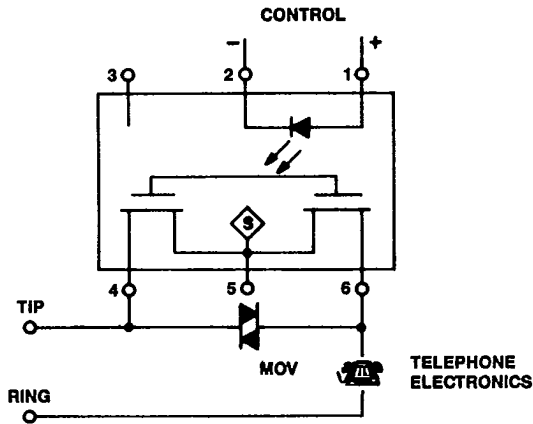 CONTROL
− +
3 2 1
S
4 5 6
TIP
MOV
TELEPHONE
ELECTRONICS
RING